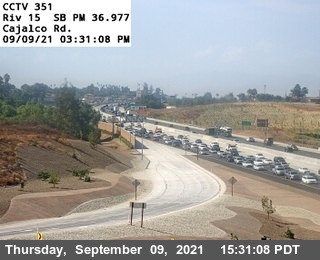 CCTV 351
Riv 15 SB PM 36.977
Cajalco Rd.
09/09/21 03:31:08 PM
Thursday, September 09, 2021 15:31:08 PDT